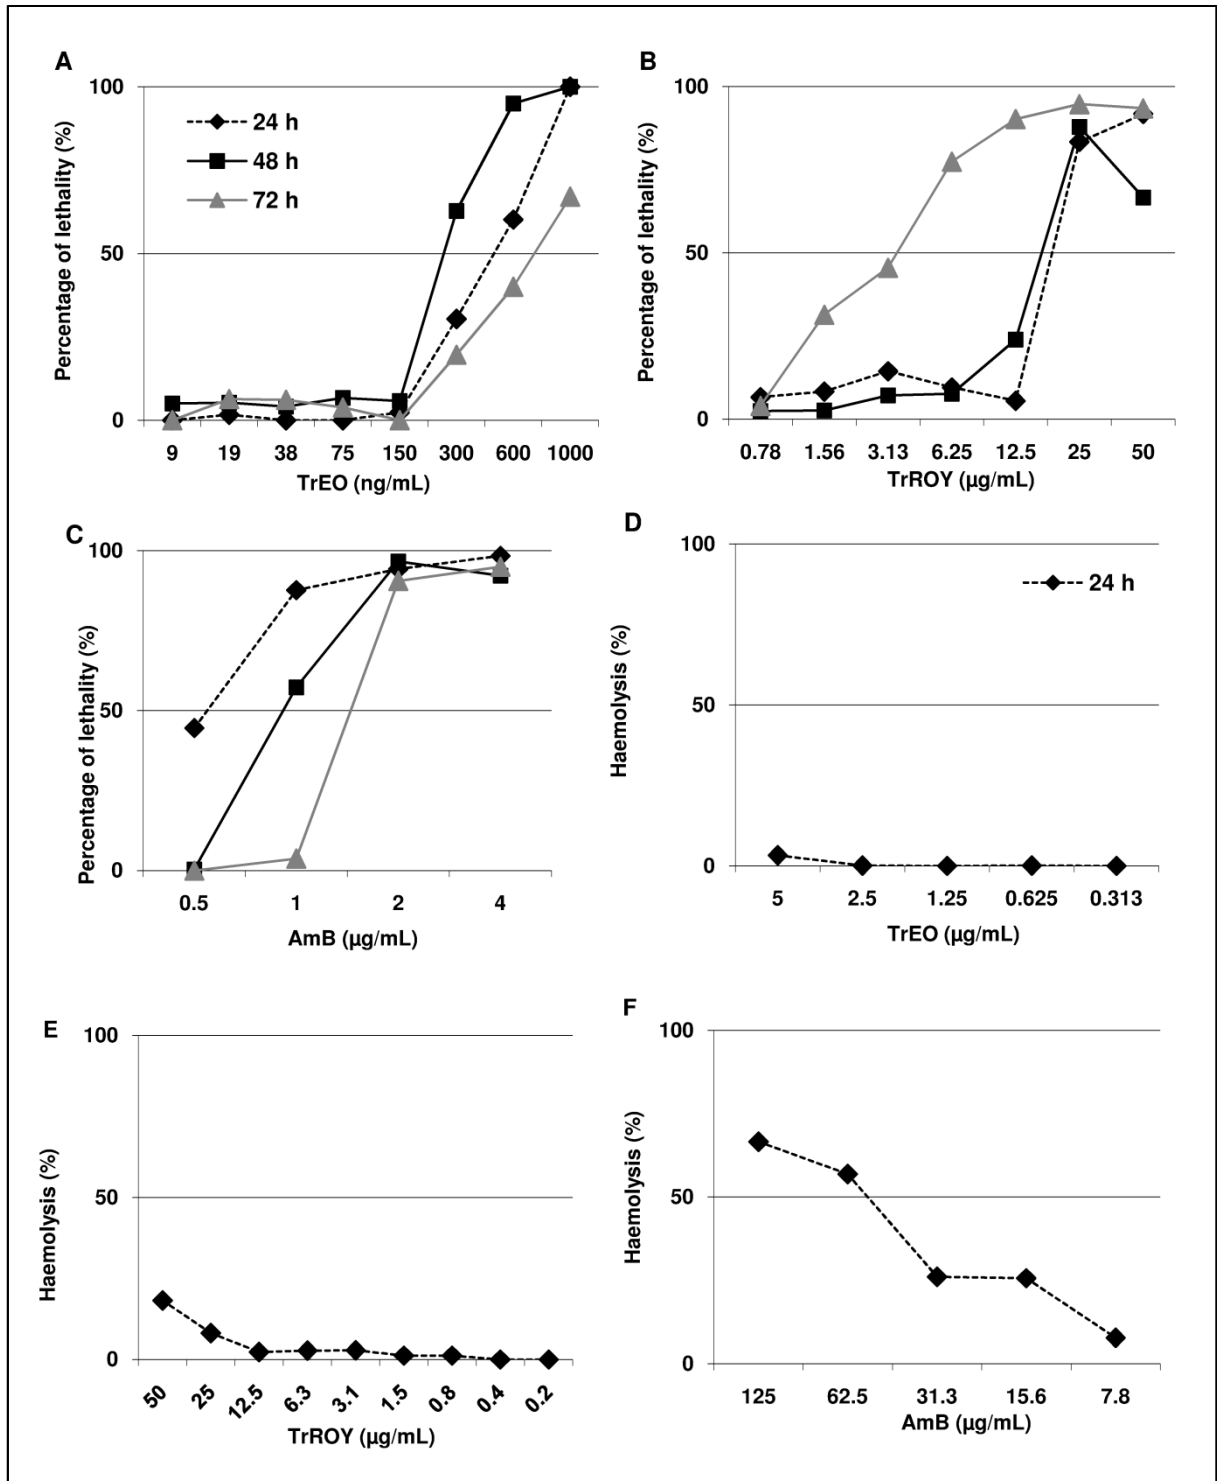 A
Percentage of lethality (%)
100
50
0
24 h
48 h
72 h
9 19 38 75 150 300 600 1000
TrEO (ng/mL)
B
Percentage of lethality (%)
100
50
0
0.78 1.56 3.13 6.25 12.5 25 50
TrROY (µg/mL)
C
Percentage of lethality (%)
100
50
0
0.5 1 2 4
AmB (µg/mL)
D
Haemolysis (%)
100
50
0
24 h
5 2.5 1.25 0.625 0.313
TrEO (µg/mL)
E
Haemolysis (%)
100
50
0
50 25 12.5 6.3 3.1 1.5 0.8 0.4 0.2
TrROY (µg/mL)
F
Haemolysis (%)
100
50
0
125 62.5 31.3 15.6 7.8
AmB (µg/mL)